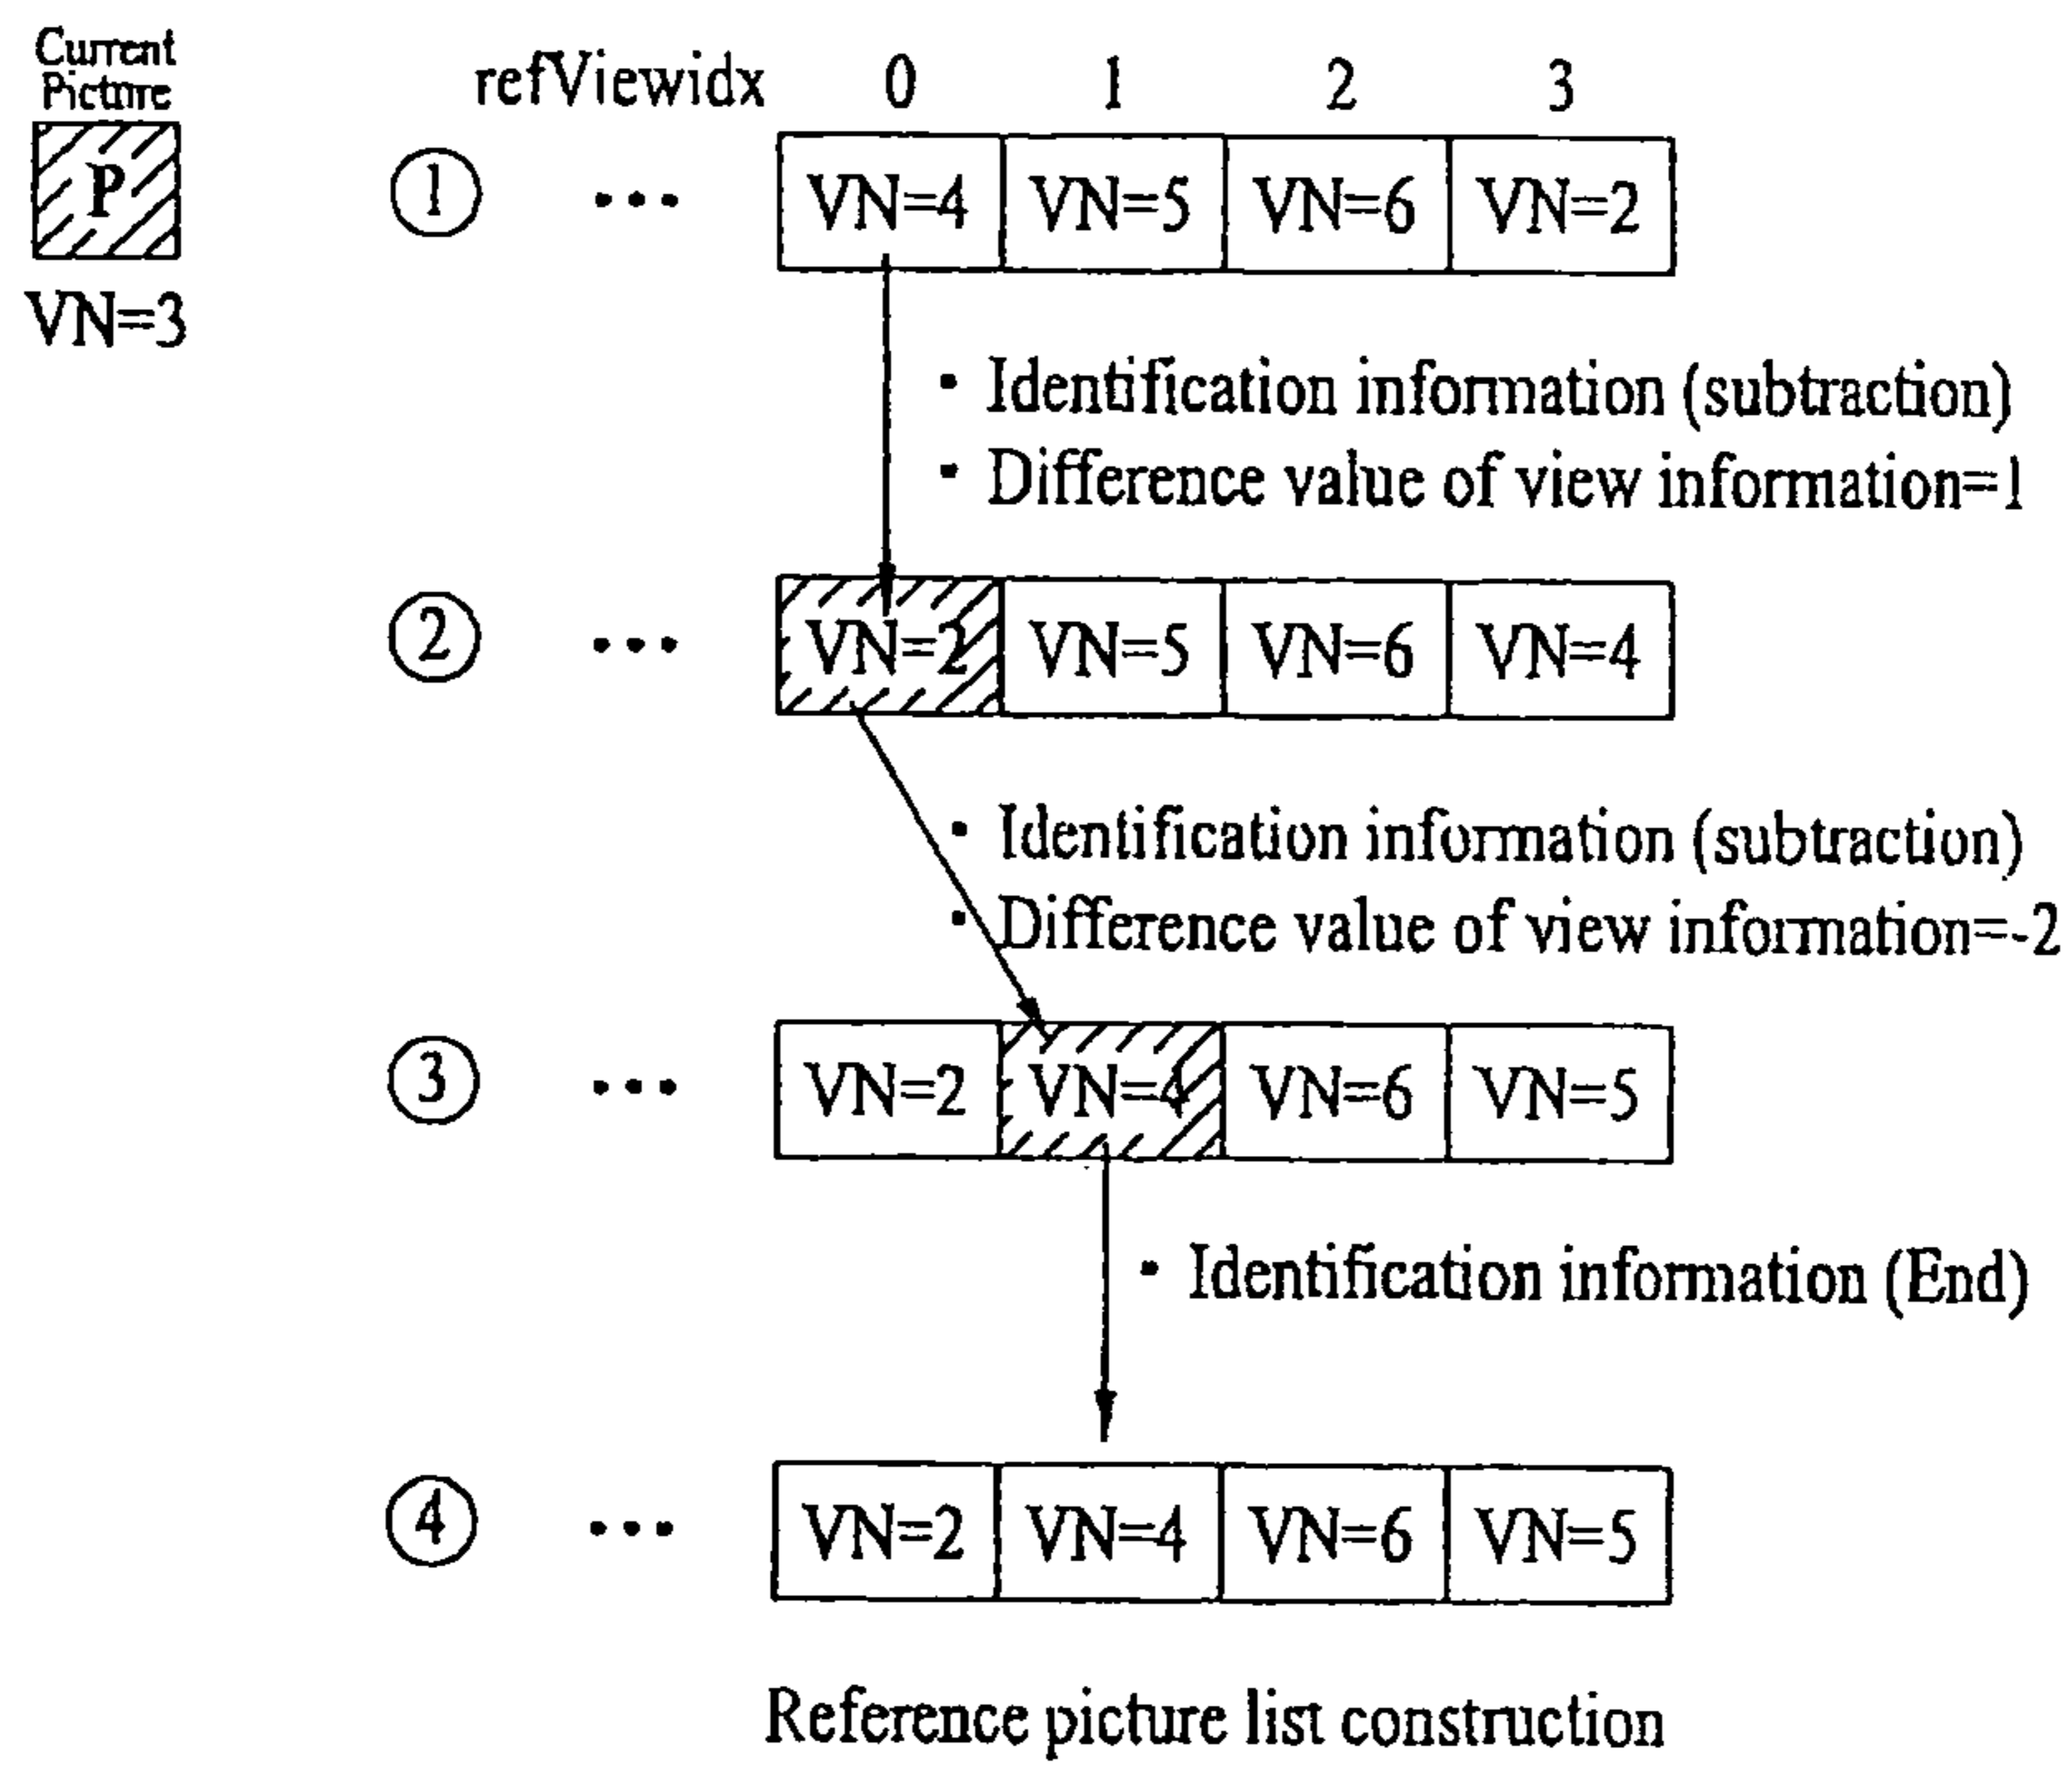 Current
Picture
P
VN=3
refViewidx 0 1 2 3
① ... VN=4 VN=5 VN=6 VN=2
• Identification information (subtraction)
• Difference value of view information=1
② ... VN=2 VN=5 VN=6 VN=4
• Identification information (subtraction)
• Difference value of view information=-2
③ ... VN=2 VN=4 VN=6 VN=5
• Identification information (End)
④ ... VN=2 VN=4 VN=6 VN=5
Reference picture list construction